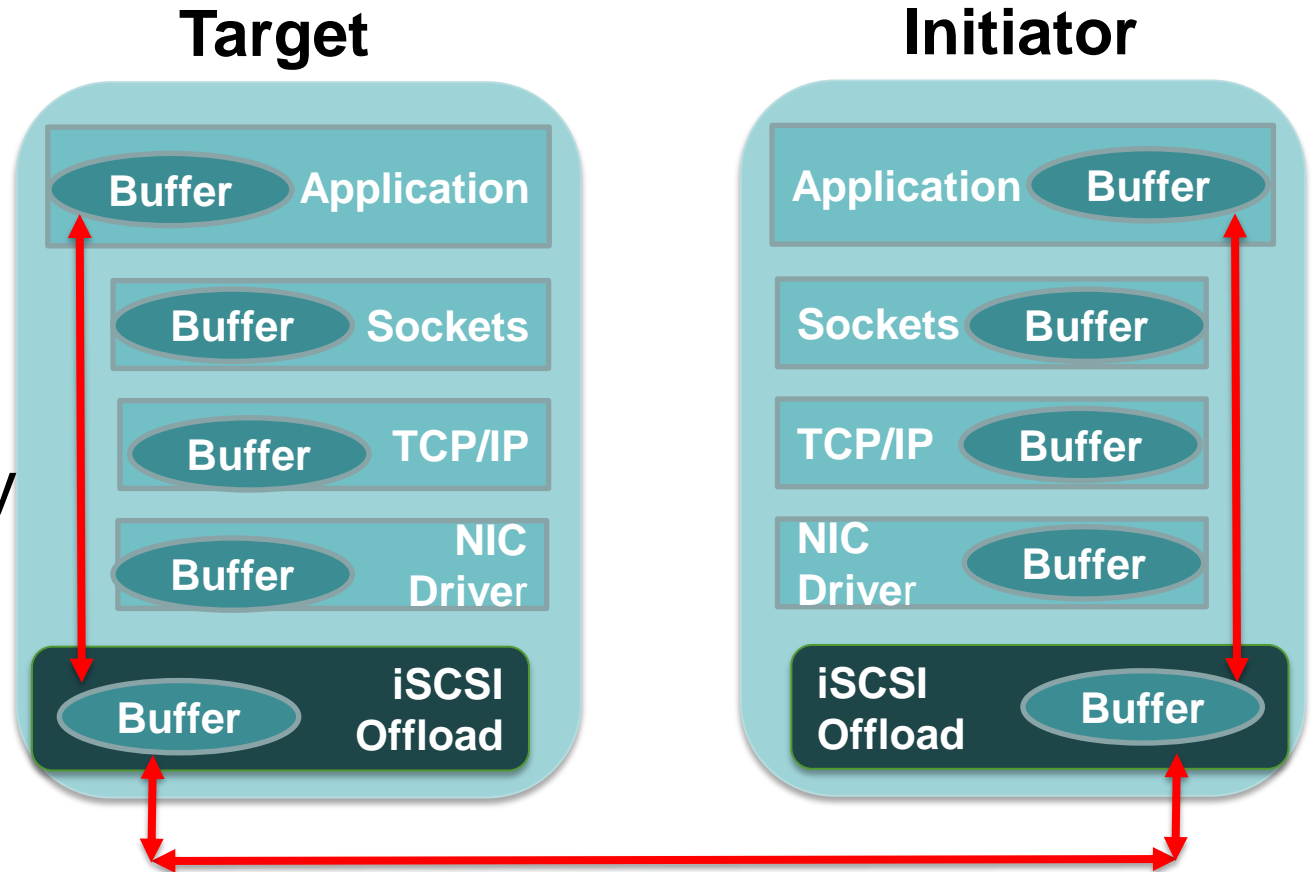 Target
Buffer Application
Buffer Sockets
Buffer TCP/IP
Buffer NIC
Driver
Buffer iSCSI
Offload
Initiator
Application Buffer
Sockets Buffer
TCP/IP Buffer
NIC
Driver Buffer
iSCSI
Offload Buffer
y